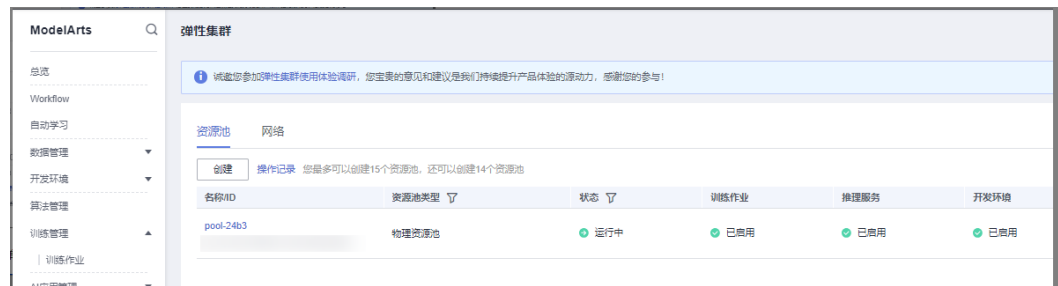 ModelArts
弹性集群
总览
Workflow
自动学习
数据管理
开发环境
算法管理
训练管理
训练作业
诚邀您参加弹性集群使用体验调研,您宝贵的意见和建议是我们持续提升产品体验的源动力,感谢您的参与!
资源池 网络
创建 操作记录 您最多可以创建15个资源池,还可以创建14个资源池
名称/ID 资源池类型 状态 训练作业 推理服务 开发环境
pool-24b3 物理资源池 运行中 已启用 已启用 已启用